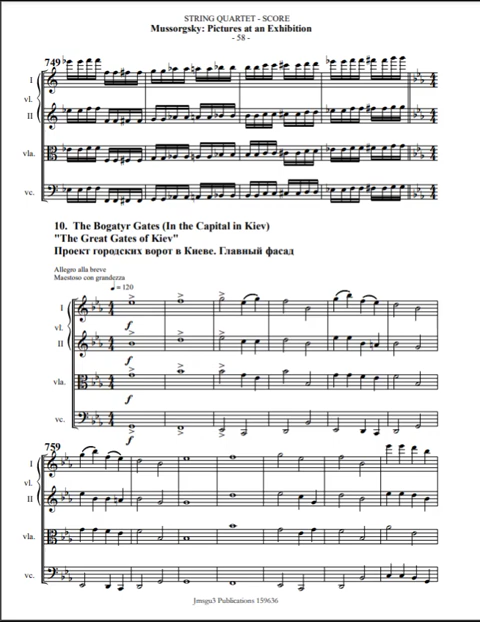 STRING QUARTET - SCORE
Mussorgsky: Pictures at an Exhibition
- 58 -
749
I
vl.
II
vla.
vc.
10. The Bogatyr Gates (In the Capital in Kiev)
"The Great Gates of Kiev"
Проект городских ворот в Киеве. Главный фасад
Allegro alla breve
Maestoso con grandezza
♩ = 120
I
vl.
f
II
f
vla.
f
vc.
f
759
I
vl.
II
vla.
vc.
Jmsgu3 Publications 159636